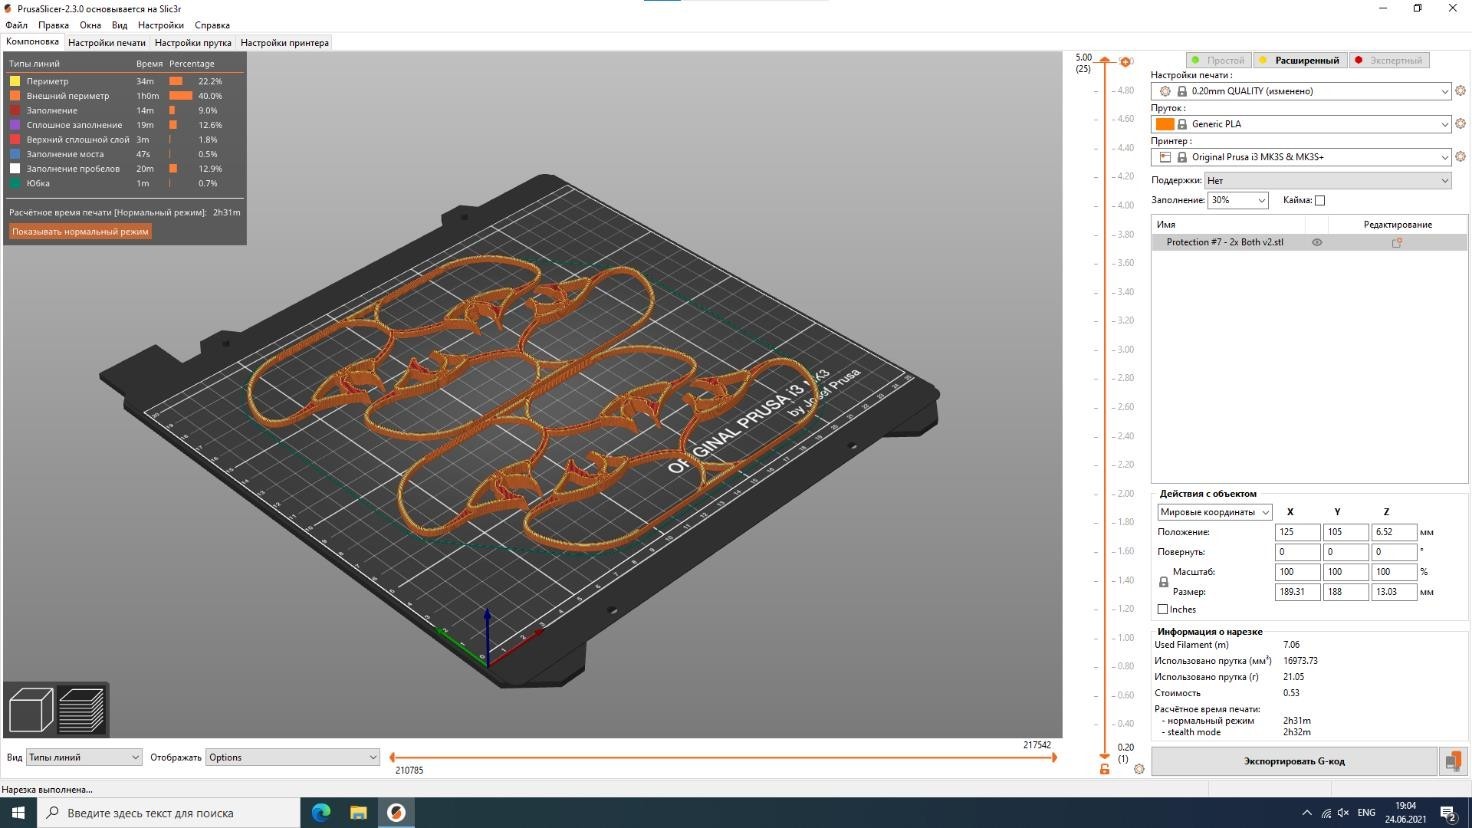 PrusaSlicer-2.3.0 основывается на Slic3r
Файл Правка Окна Вид Настройки Справка
Компоновка Настройки печати Настройки прутка Настройки принтера
Типы линий Время Percentage
Периметр 34m 22.2%
Внешний периметр 1h0m 40.0%
Заполнение 14m 9.0%
Сплошное заполнение 19m 12.6%
Верхний сплошной слой 3m 1.8%
Заполнение моста 47s 0.5%
Заполнение пробелов 20m 12.9%
Юбка 1m 0.7%
Расчётное время печати [Нормальный режим]: 2h31m
Показывать нормальный режим
ORIGINAL PRUSA i3 MK3
by Josef Prusa
5.00
(25)
4.80
4.60
4.40
4.20
4.00
3.80
3.60
3.40
3.20
3.00
2.80
2.60
2.40
2.20
2.00
1.80
1.60
1.40
1.20
1.00
0.80
0.60
0.40
0.20
(1)
Простой Расширенный Экспертный
Настройки печати :
0.20mm QUALITY (изменено)
Пруток :
Generic PLA
Принтер :
Original Prusa i3 MK3S & MK3S+
Поддержки: Нет
Заполнение: 30% Кайма:
Имя Редактирование
Protection #7 - 2x Both v2.stl
Действия с объектом
Мировые координаты X Y Z
Положение: 125 105 6.52 мм
Повернуть: 0 0 0 °
Масштаб: 100 100 100 %
Размер: 189.31 188 13.03 мм
Inches
Информация о нарезке
Used Filament (m) 7.06
Использовано прутка (мм³) 16973.73
Использовано прутка (г) 21.05
Стоимость 0.53
Расчётное время печати:
- нормальный режим 2h31m
- stealth mode 2h32m
Экспортировать G-код
Вид Типы линий Отображать Options
217542
210785
Нарезка выполнена...
Введите здесь текст для поиска
ENG
19:04
24.06.2021
2